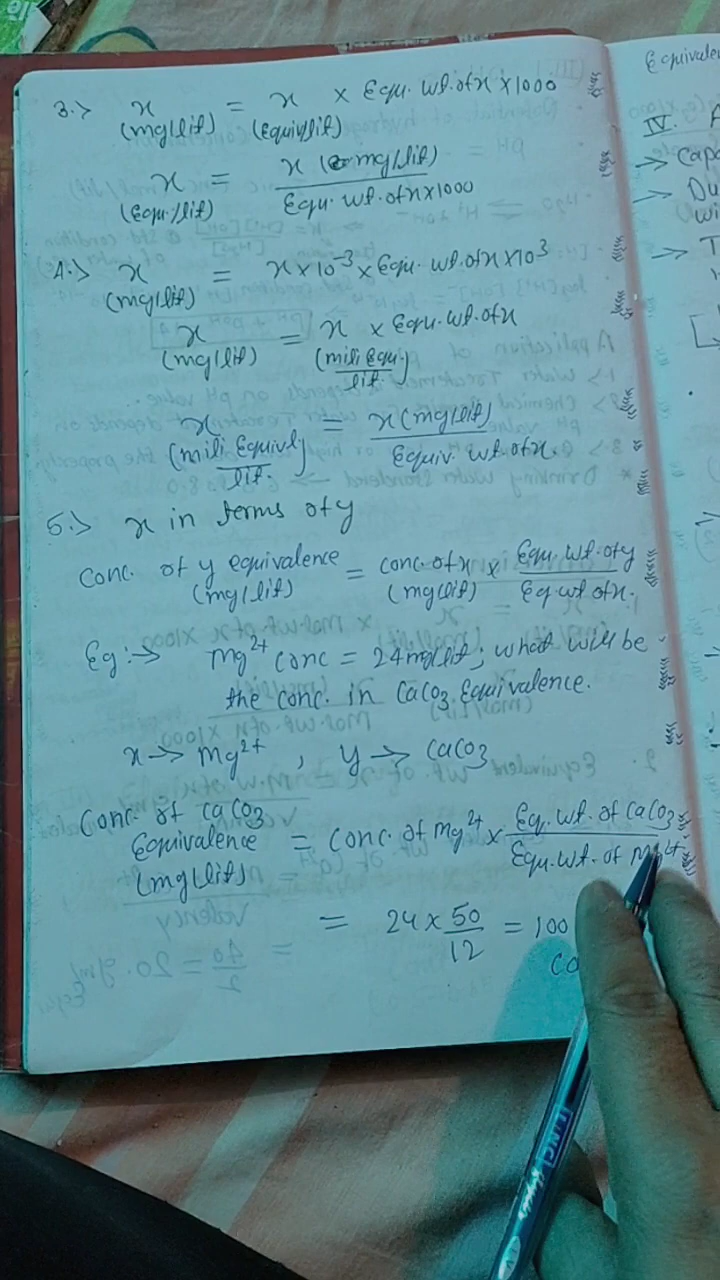 3.> x = x × Equ. wt. of x × 1000
(mg/lit) (equiv/lit)
x = x (mg/lit)
(equ./lit) Equ. wt. of x × 1000
4.> x = x × 10⁻³ × Equ. wt. of x × 10³
(mg/lit)
x = x × Equ. wt. of x
(mg/lit) (mili Equ/lit.)
x = x (mg/lit)
(mili Equivl/lit.) Equiv. wt. of x.
5.> x in terms of y
Conc. of y equivalence = conc. of x × Equ. wt. of y
(mg/lit) (mg/lit) Eq. wt of x.
Eg :→ Mg²⁺ conc = 24 mg/lit; what will be
the conc. in CaCo₃ Equivalence.
x → Mg²⁺ , y → CaCO₃
Conc. of CaCO₃
Equivalence = conc. of Mg²⁺ × Eq. wt. of CaCo₃
(mg/lit) Equ. wt. of Mg²⁺
= 24 × 50/12 = 100
Equivalen
IV.
→ Capa
→ Du
wi
→ T
LINC